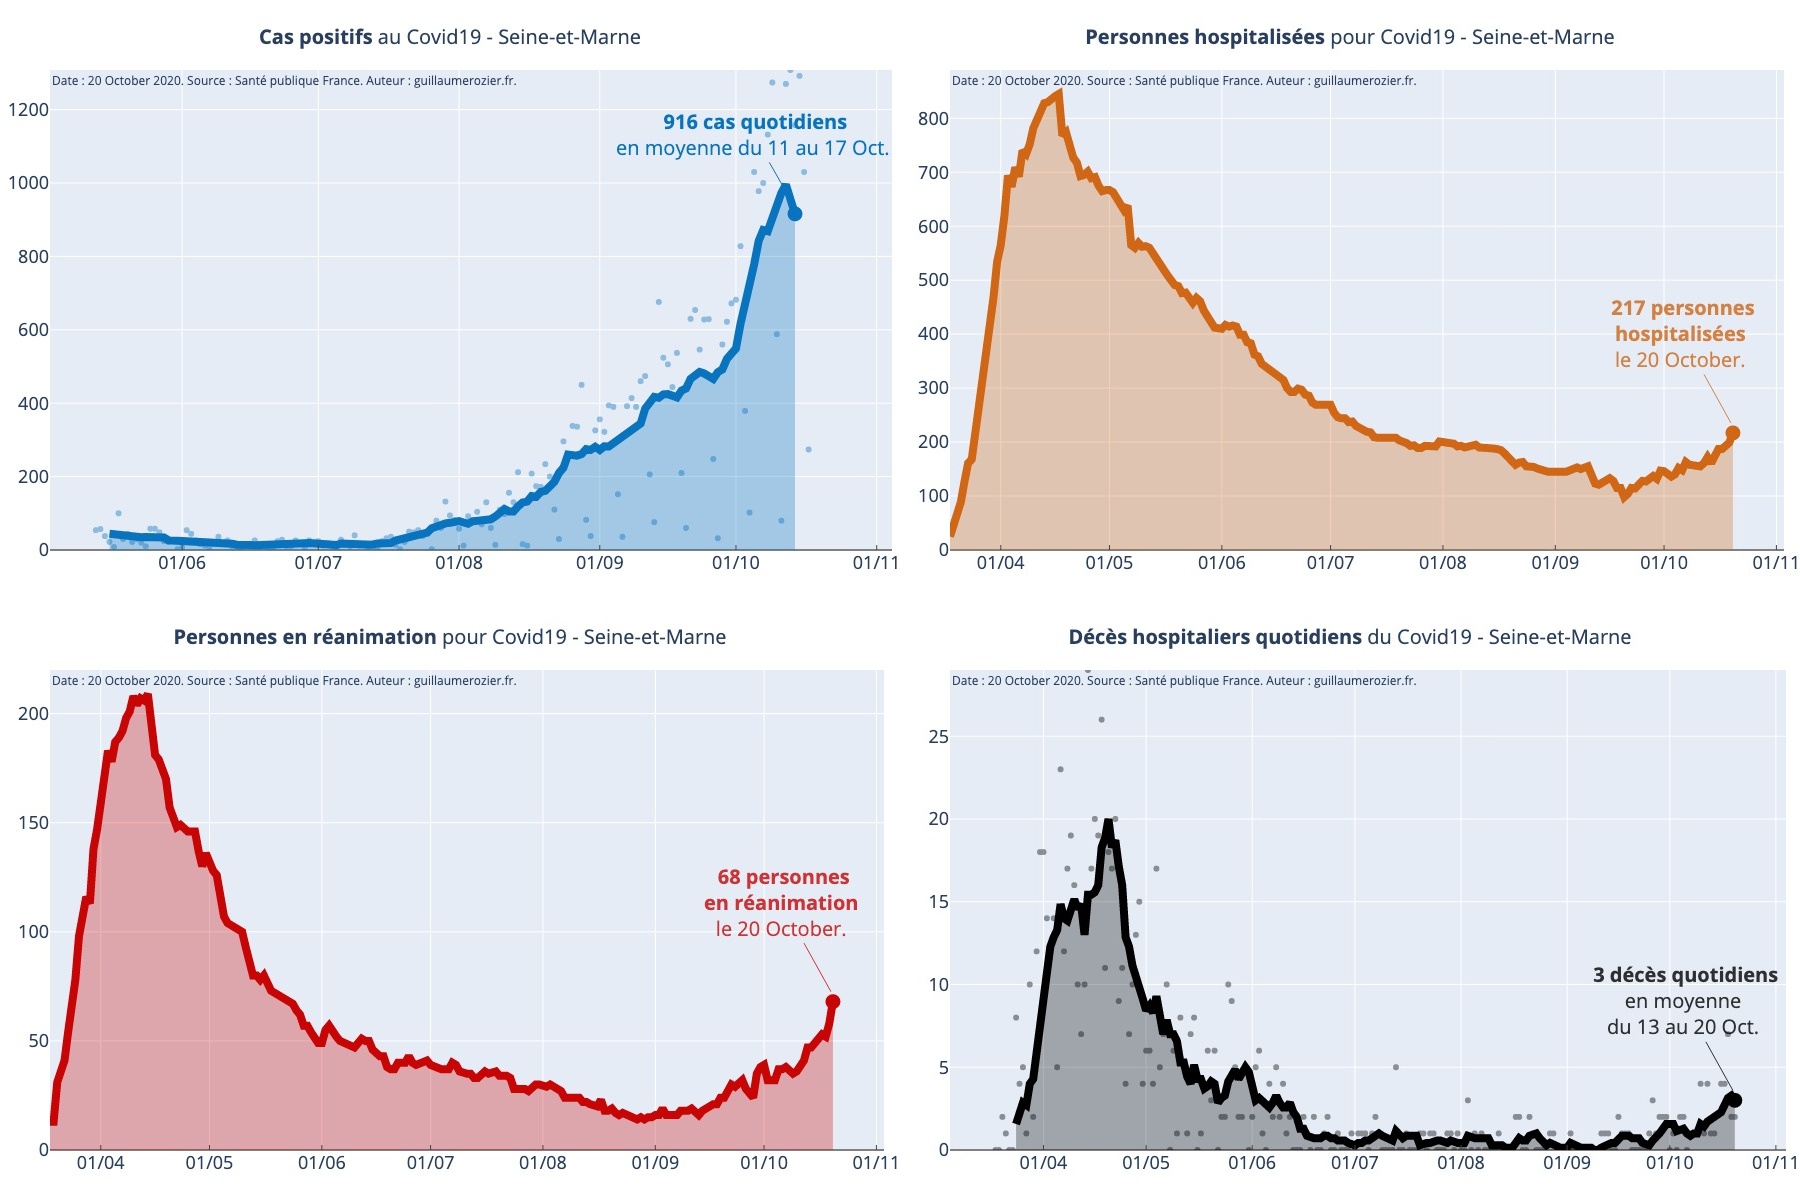 Cas positifs au Covid19 - Seine-et-Marne
Date : 20 October 2020. Source : Santé publique France. Auteur : guillaumerozier.fr.
916 cas quotidiens
en moyenne du 11 au 17 Oct.
1200
1000
800
600
400
200
0
01/06 01/07 01/08 01/09 01/10 01/11
Personnes hospitalisées pour Covid19 - Seine-et-Marne
Date : 20 October 2020. Source : Santé publique France. Auteur : guillaumerozier.fr.
217 personnes
hospitalisées
le 20 October.
800
700
600
500
400
300
200
100
0
01/04 01/05 01/06 01/07 01/08 01/09 01/10 01/11
Personnes en réanimation pour Covid19 - Seine-et-Marne
Date : 20 October 2020. Source : Santé publique France. Auteur : guillaumerozier.fr.
68 personnes
en réanimation
le 20 October.
200
150
100
50
0
01/04 01/05 01/06 01/07 01/08 01/09 01/10 01/11
Décès hospitaliers quotidiens du Covid19 - Seine-et-Marne
Date : 20 October 2020. Source : Santé publique France. Auteur : guillaumerozier.fr.
3 décès quotidiens
en moyenne
du 13 au 20 Oct.
25
20
15
10
5
0
01/04 01/05 01/06 01/07 01/08 01/09 01/10 01/11